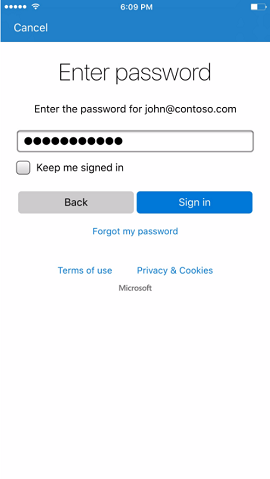 6:09 PM
Cancel
Enter password
Enter the password for john@contoso.com
Keep me signed in
Back Sign in
Forgot my password
Terms of use Privacy & Cookies
Microsoft